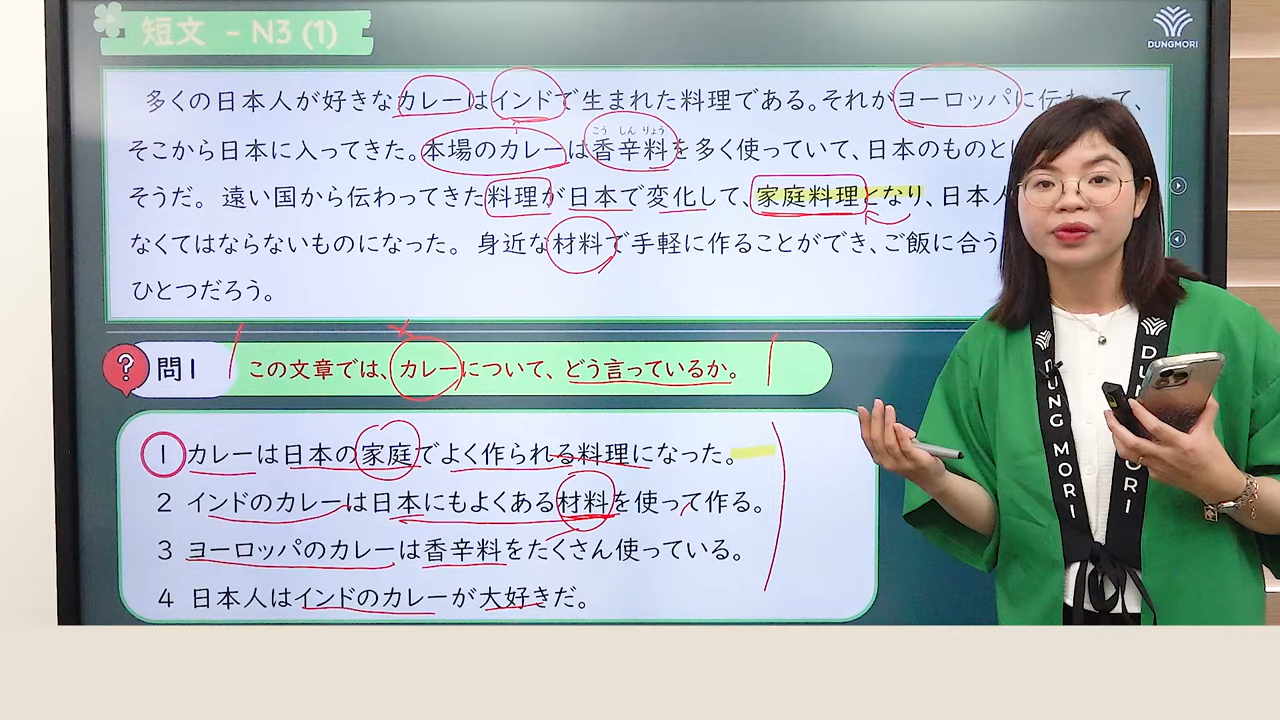 短文 - N3 (1)
DUNGMORI
多くの日本人が好きなカレーはインドで生まれた料理である。それがヨーロッパに伝わって、
こう しん りょう
そこから日本に入ってきた。本場のカレーは香辛料を多く使っていて、日本のものと
そうだ。遠い国から伝わってきた料理が日本で変化して、家庭料理となり、日本人
なくてはならないものになった。身近な材料で手軽に作ることができ、ご飯に合う
ひとつだろう。
? 問1 この文章では、カレーについて、どう言っているか。
1 カレーは日本の家庭でよく作られる料理になった。
2 インドのカレーは日本にもよくある材料を使って作る。
3 ヨーロッパのカレーは香辛料をたくさん使っている。
4 日本人はインドのカレーが大好きだ。
DUNG MORI